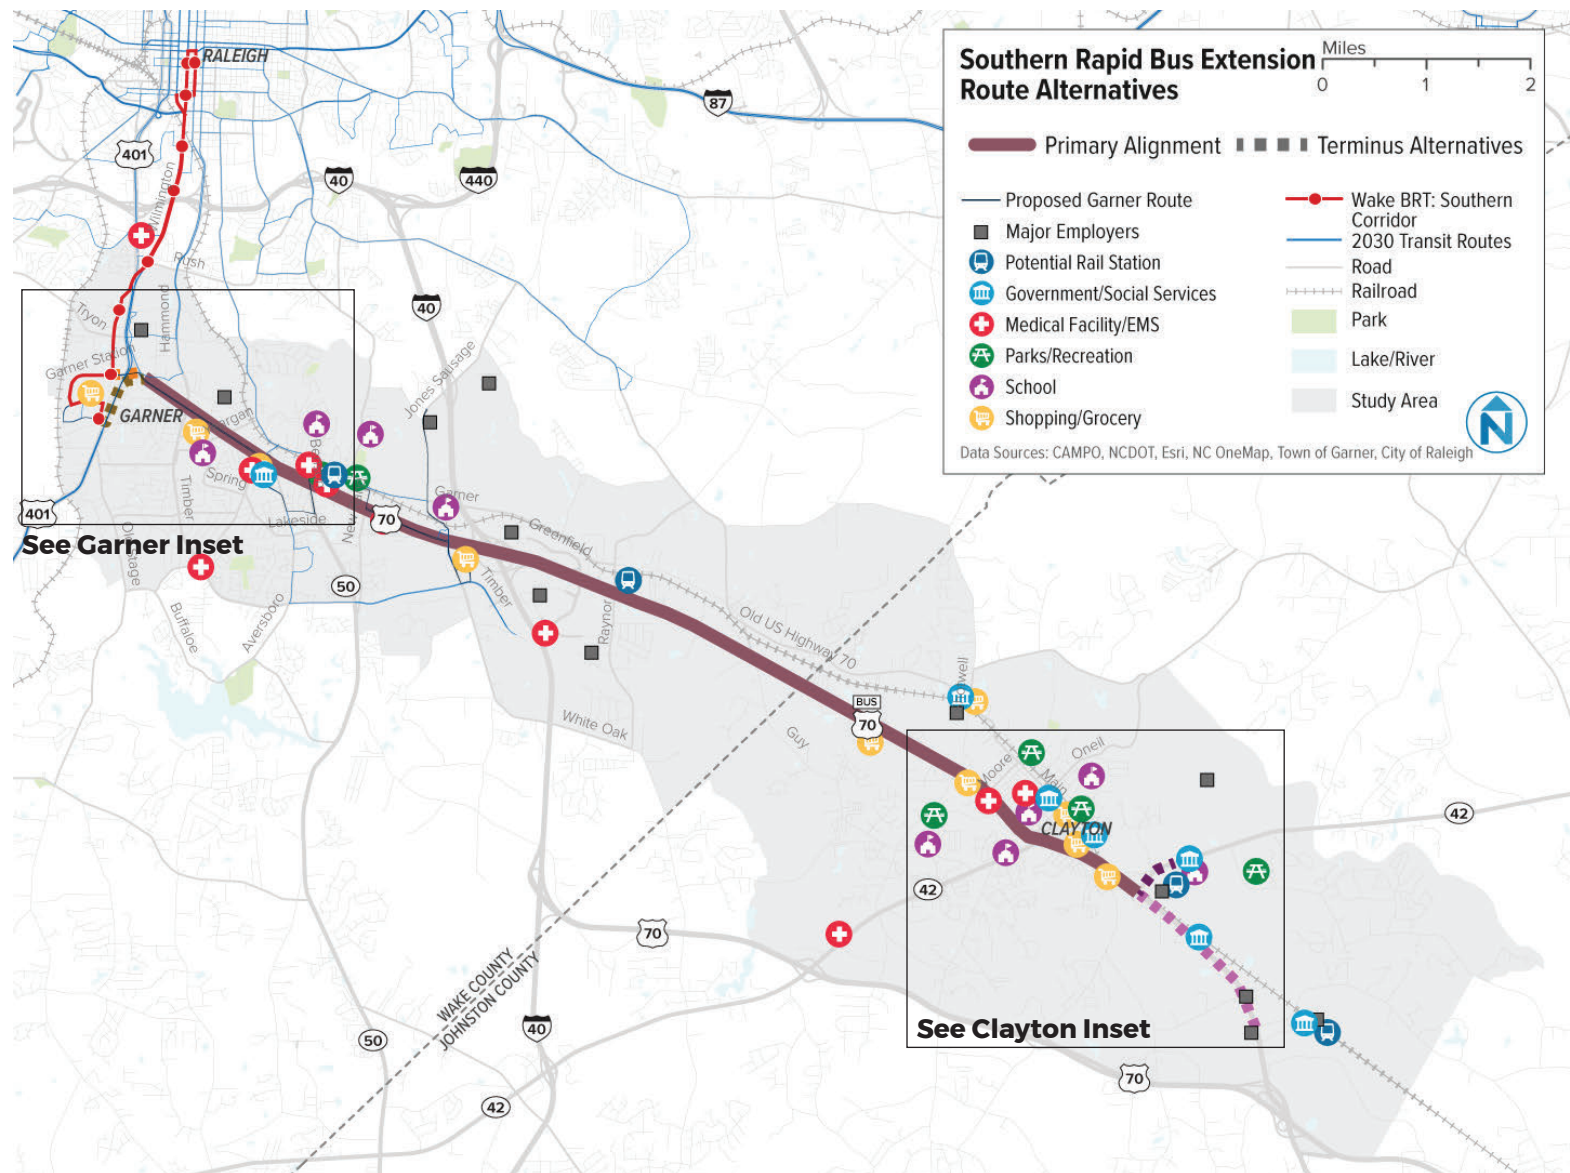 Southern Rapid Bus Extension
Route Alternatives
Miles
0 1 2
Primary Alignment
Terminus Alternatives
Proposed Garner Route
Major Employers
Potential Rail Station
Government/Social Services
Medical Facility/EMS
Parks/Recreation
School
Shopping/Grocery
Wake BRT: Southern
Corridor
2030 Transit Routes
Road
Railroad
Park
Lake/River
Study Area
N
Data Sources: CAMPO, NCDOT, Esri, NC OneMap, Town of Garner, City of Raleigh
RALEIGH
87
401
40
440
Wilmington
Rush
40
Tryon
Hammond
Garner Station
Jones Sausage
GARNER
Spring
Timber
Lakeside
Garner
70
Greenfield
401
See Garner Inset
Old Stage
50
Timber
Buffaloe
Aversboro
Raynor
Old US Highway 70
White Oak
BUS
70
Guy
Moore
Oneil
Main
CLAYTON
42
42
70
WAKE COUNTY
JOHNSTON COUNTY
40
50
See Clayton Inset
70
42